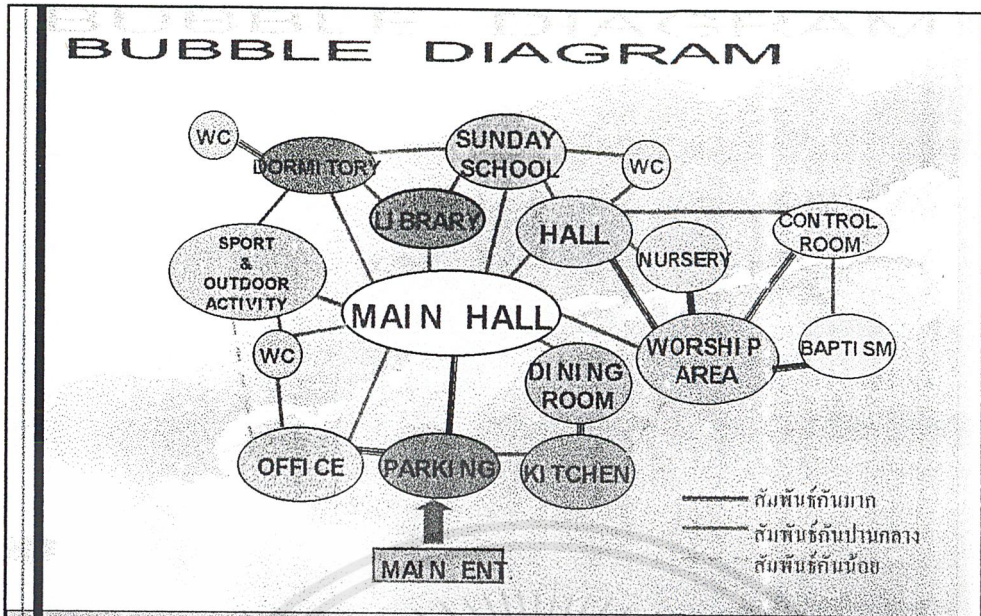 BUBBLE DIAGRAM
WC
DORMITORY
SUNDAY
SCHOOL
WC
LIBRARY
HALL
CONTROL
ROOM
NURSERY
SPORT
&
OUTDOOR
ACTIVITY
MAIN HALL
WC
WORSHIP
AREA
BAPTISM
DINING
ROOM
OFFICE
PARKING
KITCHEN
MAIN ENT.
สัมพันธ์กันมาก
สัมพันธ์กันปานกลาง
สัมพันธ์กันน้อย